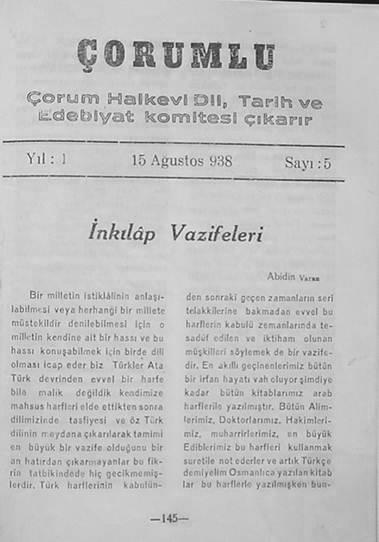 ÇORUMLU
Çorum Halkevi Dil, Tarih ve
Edebiyat komitesi çıkarır
Yıl : 1 15 Ağustos 938 Sayı : 5
İnkılâp Vazifeleri
Abidin
Bir milletin istiklâlinin anlaşı-
labilmesi veya herhangi bir millete
müstekildir denilebilmesi için o
milletin kendine ait bir hassı ve bu
hassı konuşabilmek için birde dili
olması icap eder biz Türkler Ata
Türk devrinden evvel bir harfe
bile malik değildik kendimize
mahsus harfleri elde ettikten sonra
dilimizinde tasfiyesi ve öz Türk
dilinin meydana çıkarılarak tamimi
en büyük bir vazife olduğunu bir
an hatırdan çıkarmayanlar bu fik-
rin tatbikindede hiç gecikmemiş-
lerdir. Türk harflerinin kabulün-
den sonraki geçen zamanların seri
telakkilerine bakmadan evvel bu
harflerin kabulü zemanlarında te-
sadüf edilen ve iktiham olunan
müşkilleri söylemek de bir vazife-
dir. En akıllı geçinenlerimiz bütün
bir irfan hayatı vah oluyor şimdiye
kadar bütün kitablarımız arab
harflerile yazılmıştır. Bütün Alim-
lerimiz, Doktorlarımız, Hakimleri-
miz, muharrirlerimiz, en büyük
Ediblerimiz bu harfleri kullanmak
suretile not ederler ve artık Türkçe
demiyelim Osmanlıca yazılan kitab
lar bu harflerle yazılmışken bun-
—145—